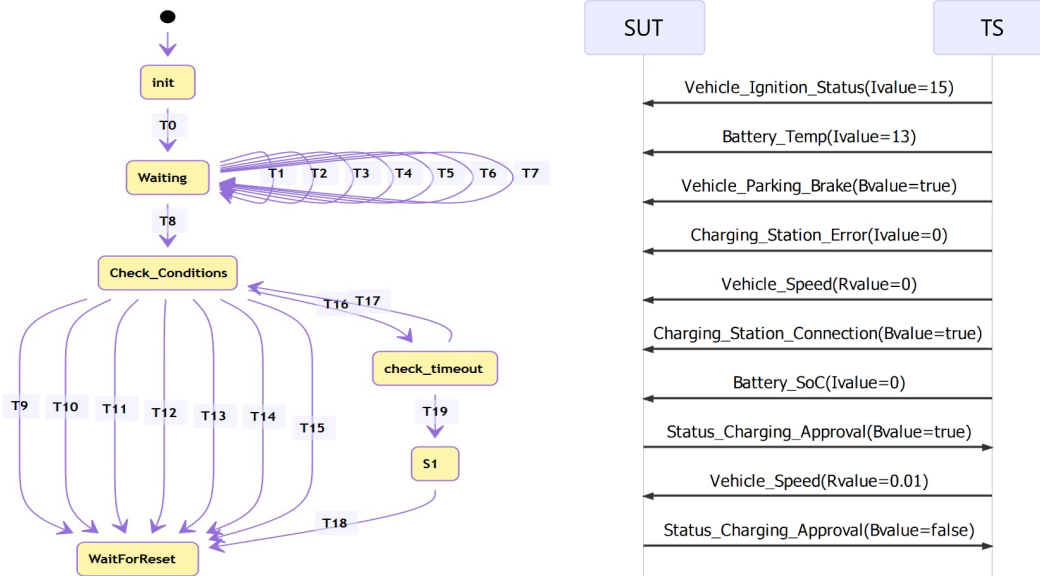 init
T0
Waiting
T1
T2
T3
T4
T5
T6
T7
T8
Check_Conditions
T16
T17
check_timeout
T9
T10
T11
T12
T13
T14
T15
T19
S1
T18
WaitForReset
SUT
TS
Vehicle_Ignition_Status(Ivalue=15)
Battery_Temp(Ivalue=13)
Vehicle_Parking_Brake(Bvalue=true)
Charging_Station_Error(Ivalue=0)
Vehicle_Speed(Rvalue=0)
Charging_Station_Connection(Bvalue=true)
Battery_SoC(Ivalue=0)
Status_Charging_Approval(Bvalue=true)
Vehicle_Speed(Rvalue=0.01)
Status_Charging_Approval(Bvalue=false)